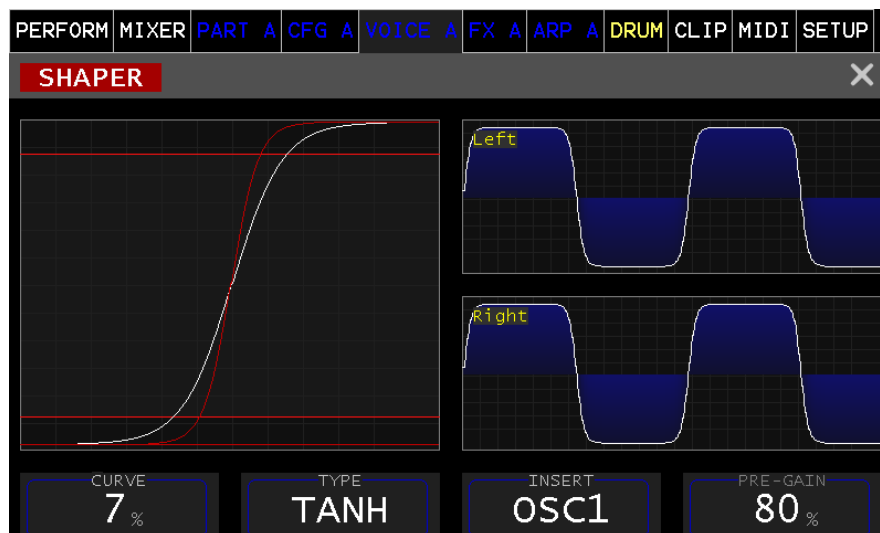 PERFORM MIXER PART A CFG A VOICE A FX A ARP A DRUM CLIP MIDI SETUP
SHAPER
Left
Right
CURVE TYPE INSERT PRE-GAIN
7 % TANH OSC1 80 %